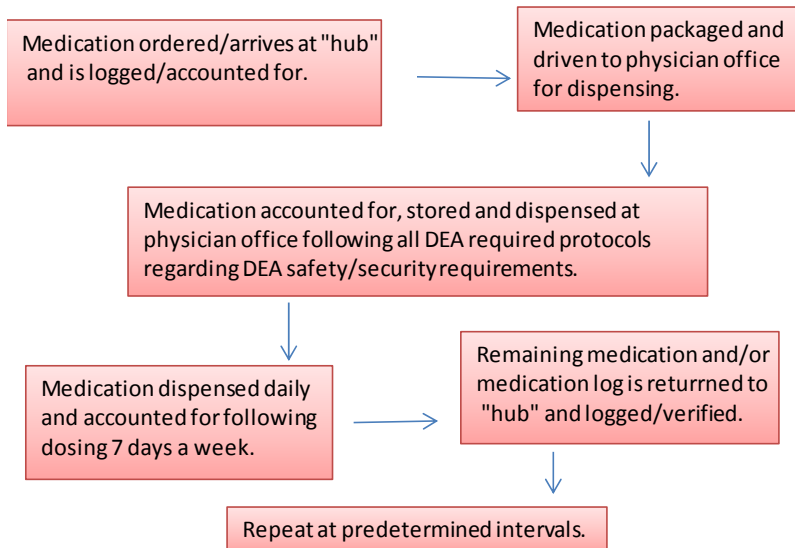 Medication ordered/arrives at "hub"
and is logged/accounted for.
Medication packaged and
driven to physician office
for dispensing.
Medication accounted for, stored and dispensed at
physician office following all DEA required protocols
regarding DEA safety/security requirements.
Medication dispensed daily
and accounted for following
dosing 7 days a week.
Remaining medication and/or
medication log is returrned to
"hub" and logged/verified.
Repeat at predetermined intervals.